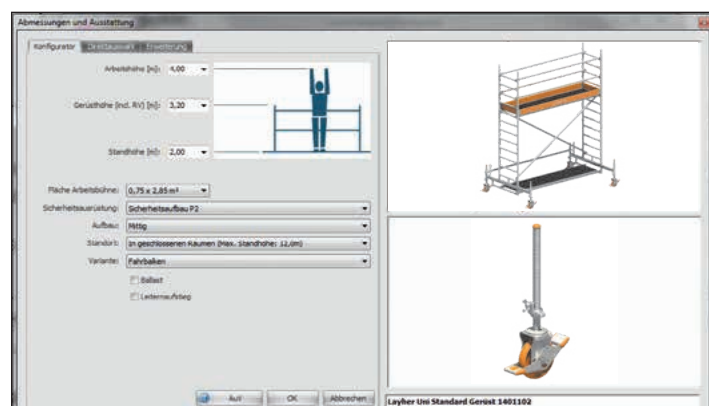 Abmessungen und Ausstattung
Konfigurator Direktauswahl Erweiterung
Arbeitshöhe [m]: 4,00
Gerüsthöhe (incl. RV) [m]: 3,20
Standhöhe [m]: 2,00
Fläche Arbeitsbühne: 0,75 x 2,85 m²
Sicherheitsausrüstung: Sicherheitsaufbau P2
Aufbau: Mittig
Standort: In geschlossenen Räumen (Max. Standhöhe: 12,0m)
Variante: Fahrbalken
Ballast
Leiternaufstieg
OK Abbrechen
Layher Uni Standard Gerüst 1401102